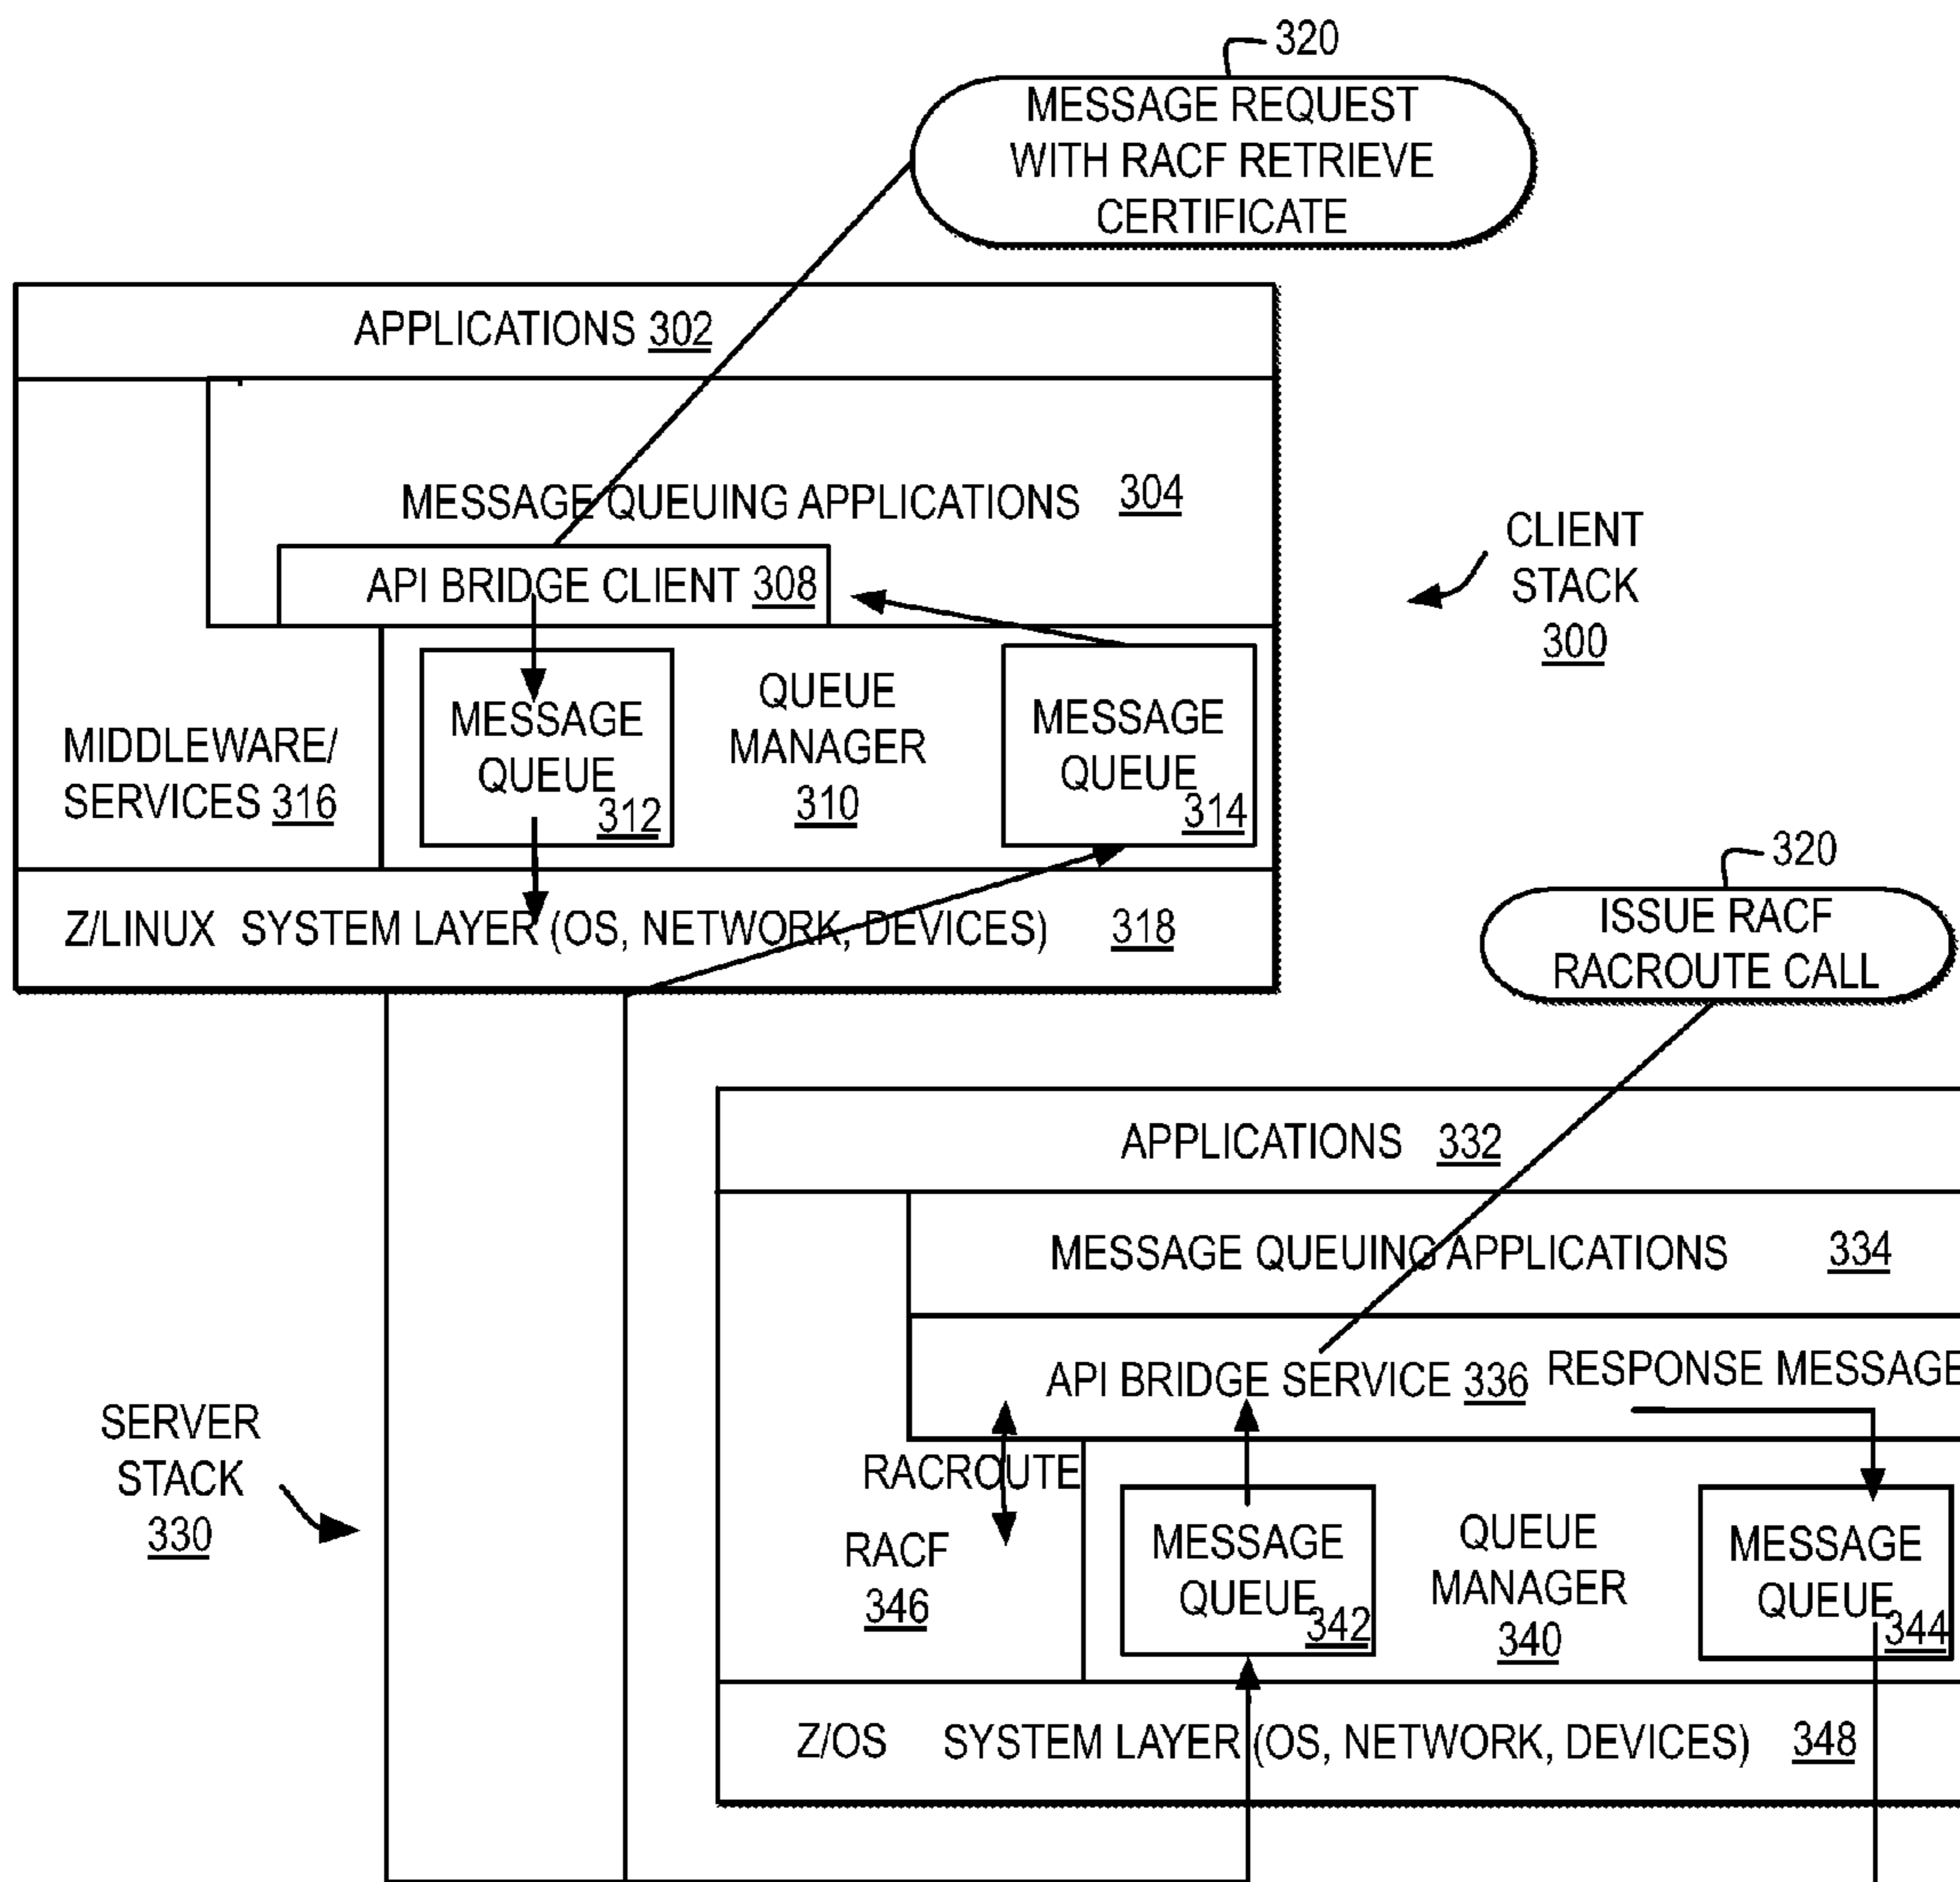 320
MESSAGE REQUEST
WITH RACF RETRIEVE
CERTIFICATE
APPLICATIONS 302
MESSAGE QUEUING APPLICATIONS 304
API BRIDGE CLIENT 308
CLIENT
STACK
300
MIDDLEWARE/
SERVICES 316
MESSAGE
QUEUE
312
QUEUE
MANAGER
310
MESSAGE
QUEUE
314
Z/LINUX SYSTEM LAYER (OS, NETWORK, DEVICES) 318
320
ISSUE RACF
RACROUTE CALL
APPLICATIONS 332
MESSAGE QUEUING APPLICATIONS 334
API BRIDGE SERVICE 336
RESPONSE MESSAGE
SERVER
STACK
330
RACROUTE
RACF
346
MESSAGE
QUEUE
342
QUEUE
MANAGER
340
MESSAGE
QUEUE
344
Z/OS SYSTEM LAYER (OS, NETWORK, DEVICES) 348